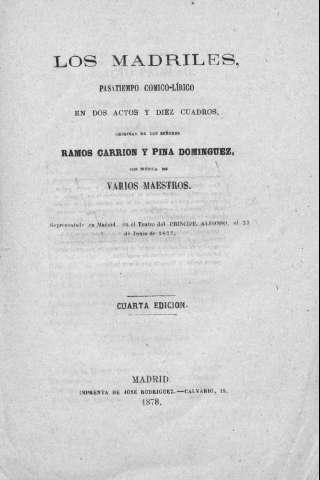 LOS MADRILES,
PASATIEMPO COMICO-LÍRICO
EN DOS ACTOS Y DIEZ CUADROS,
ORIGINAL DE LOS SEÑORES
RAMOS CARRION Y PINA DOMINGUEZ,
CON MÚSICA DE
VARIOS MAESTROS.
Representado en Madrid, en el Teatro del PRINCIPE ALFONSO, el
de Junio de 1877.
CUARTA EDICION.
MADRID
IMPRENTA DE JOSÉ RODRIGUEZ.—CALVARIO, 18.
1878.